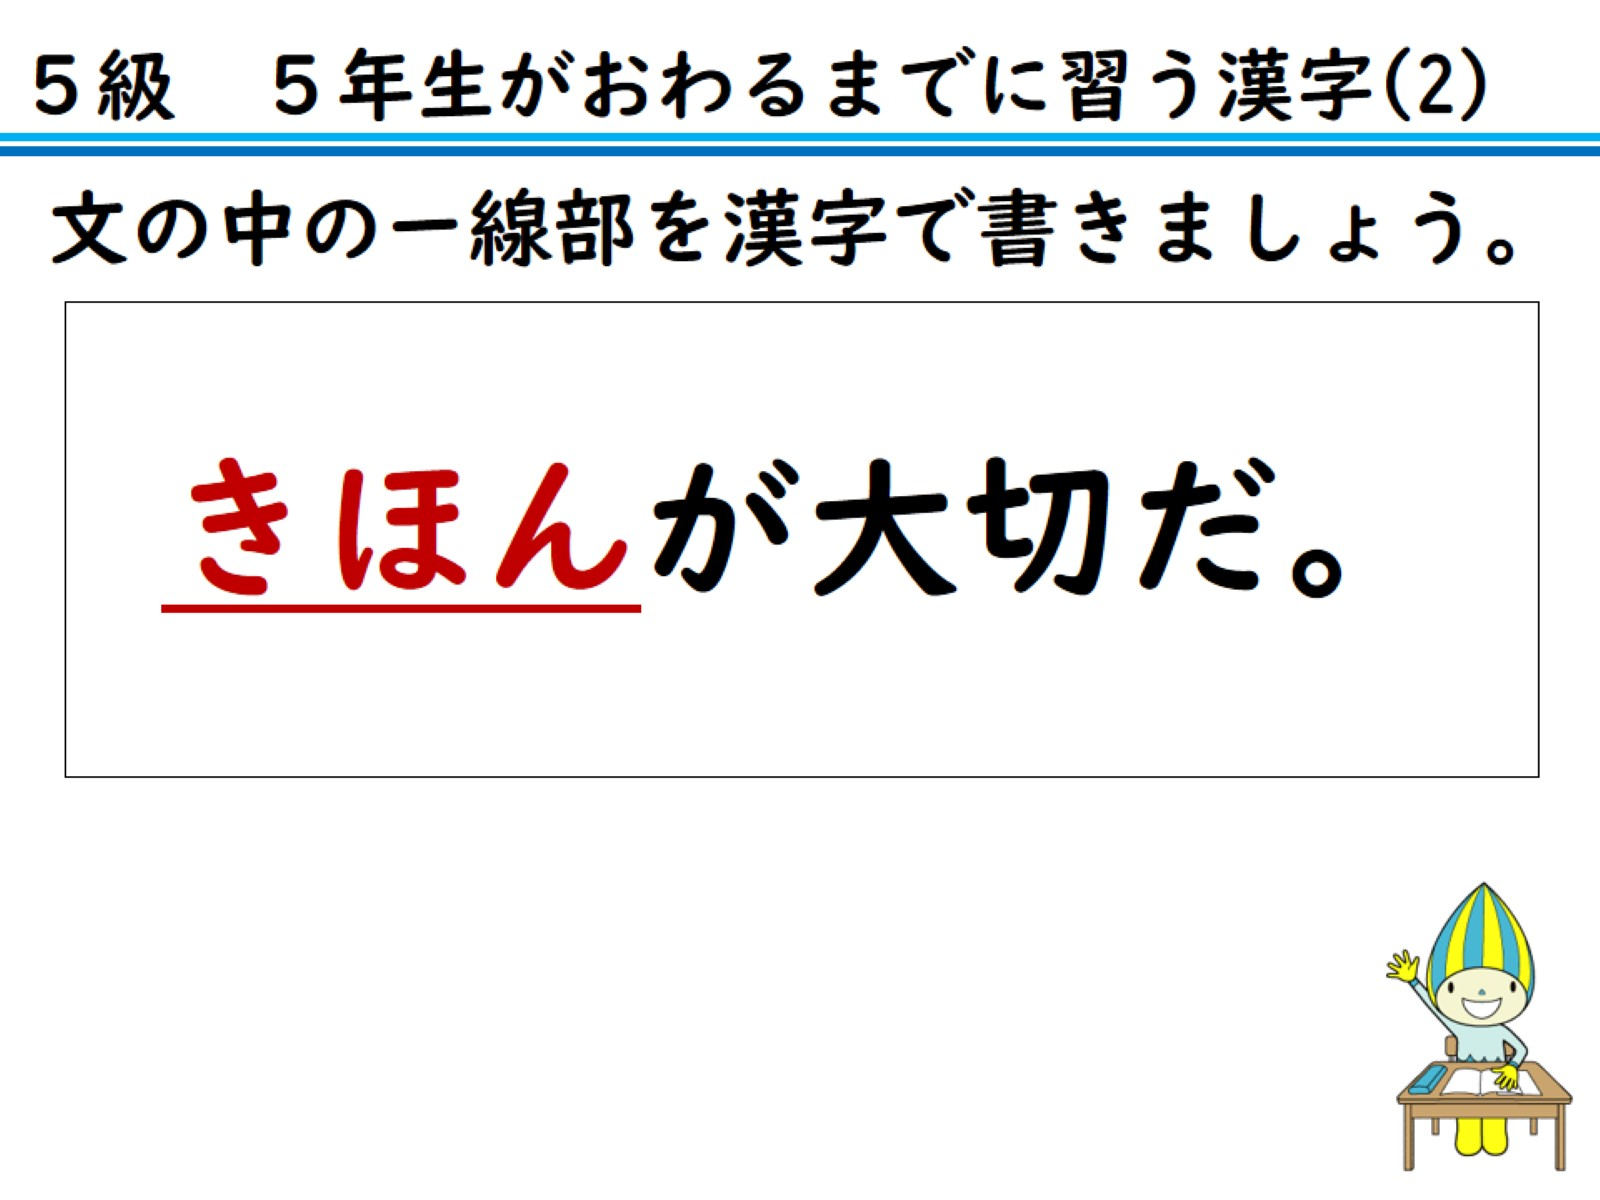 ５級　５年生がおわるまでに習う漢字(2)
文の中の―線部を漢字で書きましょう。
きほんが大切だ。